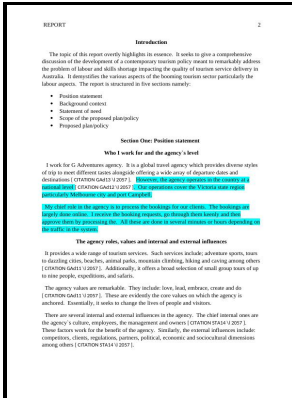 REPORT 2
Introduction
The topic of this report overtly highlights its essence. It seeks to give a comprehensive
discussion of the development of a contemporary tourism policy meant to remarkably address
the problem of labour and skills shortage impacting the quality of tourism service delivery in
Australia. It demystifies the various aspects of the booming tourism sector particularly the
labour aspects. The report is structured in five sections namely:
• Position statement
• Background context
• Statement of need
• Scope of the proposed plan/policy
• Proposed plan/policy
Section One: Position statement
Who I work for and the agency's level
I work for G Adventures agency. It is a global travel agency which provides diverse styles
of trip to meet different tastes alongside offering a wide array of departure dates and
destinations [ CITATION Gad13 \l 2057 ]. However, the agency operates in the country at a
national level [ CITATION Gad12 \l 2057 ]. Our operations cover the Victoria state region
particularly Melbourne city and port Campbell.
My chief role in the agency is to process the bookings for our clients. The bookings are
largely done online. I receive the booking requests, go through them keenly and then
approve them by processing the. All these are done in several minutes or hours depending on
the traffic in the system.
The agency roles, values and internal and external influences
It provides a wide range of tourism services. Such services include; adventure sports, tours
to dazzling cities, beaches, animal parks, mountain climbing, hiking and caving among others
[ CITATION Gad11 \l 2057 ]. Additionally, it offers a broad selection of small group tours of up
to nine people, expeditions, and safaris.
The agency values are remarkable. They include: love, lead, embrace, create and do
[ CITATION Gad11 \l 2057 ]. These are evidently the core values on which the agency is
anchored. Essentially, it seeks to change the lives of people and visitors.
There are several internal and external influences in the agency. The chief internal ones are
the agency's culture, employees, the management and owners [ CITATION STA14 \l 2057 ].
These factors work for the benefit of the agency. Similarly, the external influences include:
competitors, clients, regulations, partners, political, economic and sociocultural dimensions
among others [ CITATION STA14 \l 2057 ].